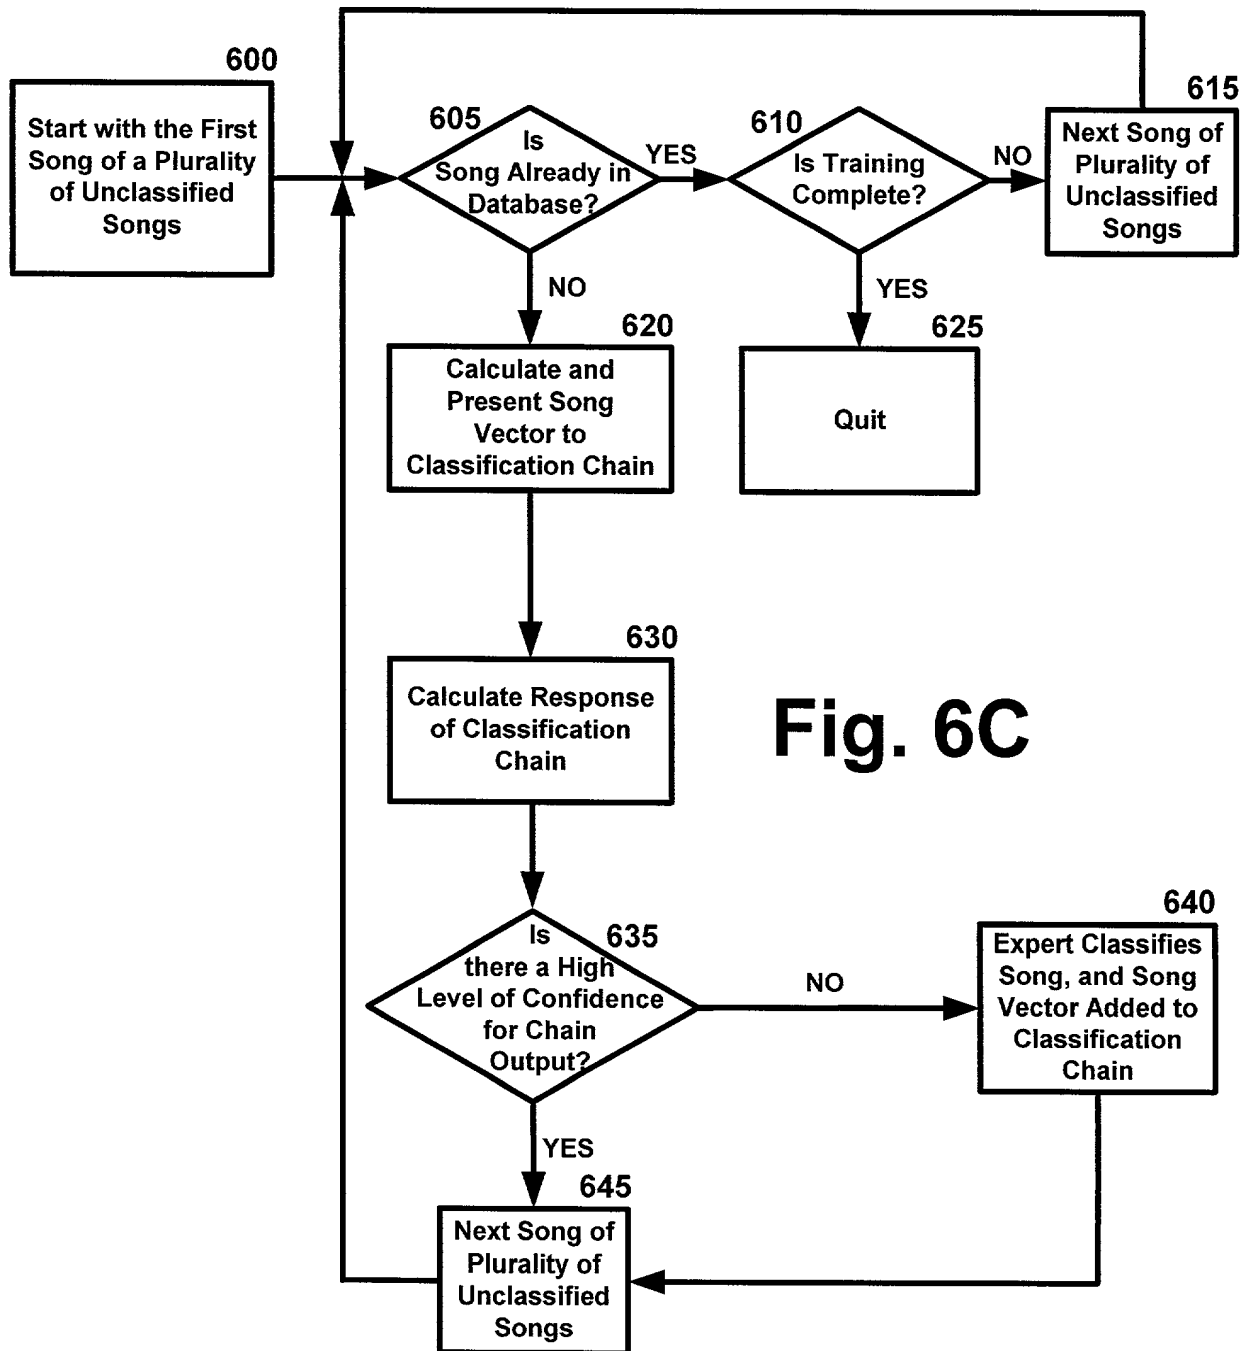 600
Start with the First
Song of a Plurality
of Unclassified
Songs
605
Is
Song Already in
Database?
YES
610
Is Training
Complete?
NO
615
Next Song of
Plurality of
Unclassified
Songs
NO
YES
620
Calculate and
Present Song
Vector to
Classification Chain
625
Quit
630
Calculate Response
of Classification
Chain
Fig. 6C
635
Is
there a High
Level of Confidence
for Chain
Output?
NO
640
Expert Classifies
Song, and Song
Vector Added to
Classification
Chain
YES
645
Next Song of
Plurality of
Unclassified
Songs